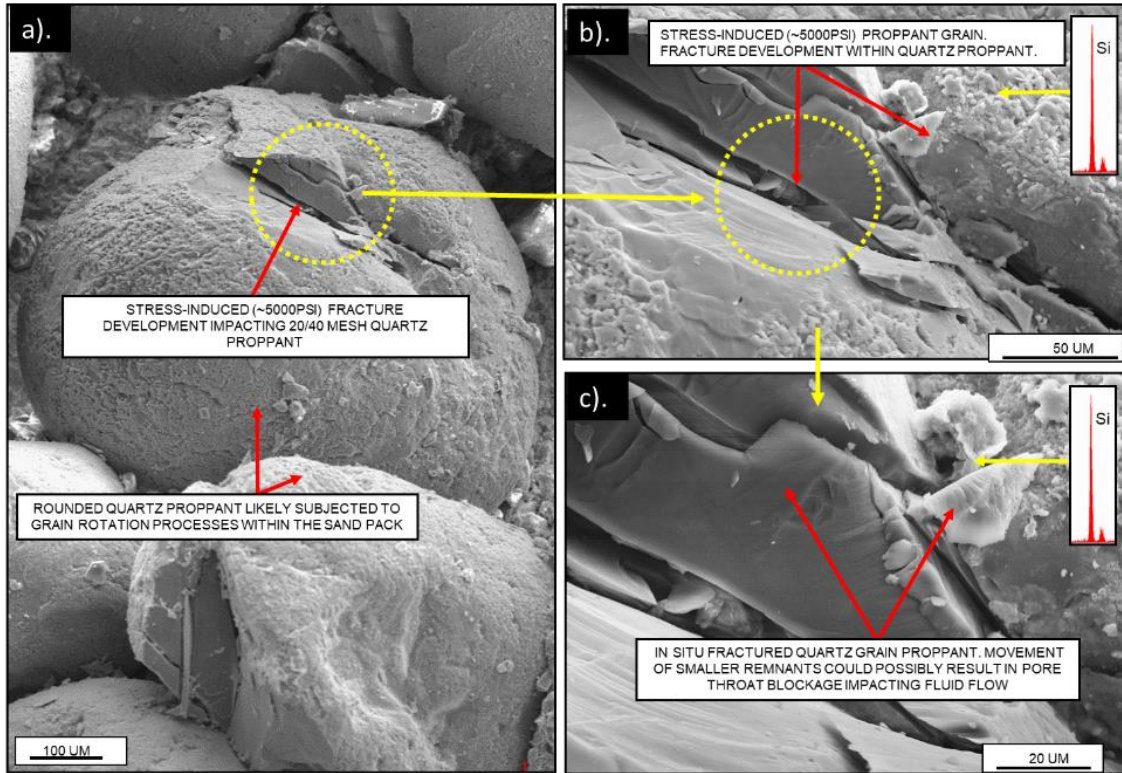 a).
STRESS-INDUCED (~5000PSI) FRACTURE
DEVELOPMENT IMPACTING 20/40 MESH QUARTZ
PROPPANT
ROUNDED QUARTZ PROPPANT LIKELY SUBJECTED TO
GRAIN ROTATION PROCESSES WITHIN THE SAND PACK
100 UM
b).
STRESS-INDUCED (~5000PSI) PROPPANT GRAIN.
FRACTURE DEVELOPMENT WITHIN QUARTZ PROPPANT.
Si
50 UM
c).
Si
IN SITU FRACTURED QUARTZ GRAIN PROPPANT. MOVEMENT
OF SMALLER REMNANTS COULD POSSIBLY RESULT IN PORE
THROAT BLOCKAGE IMPACTING FLUID FLOW
20 UM